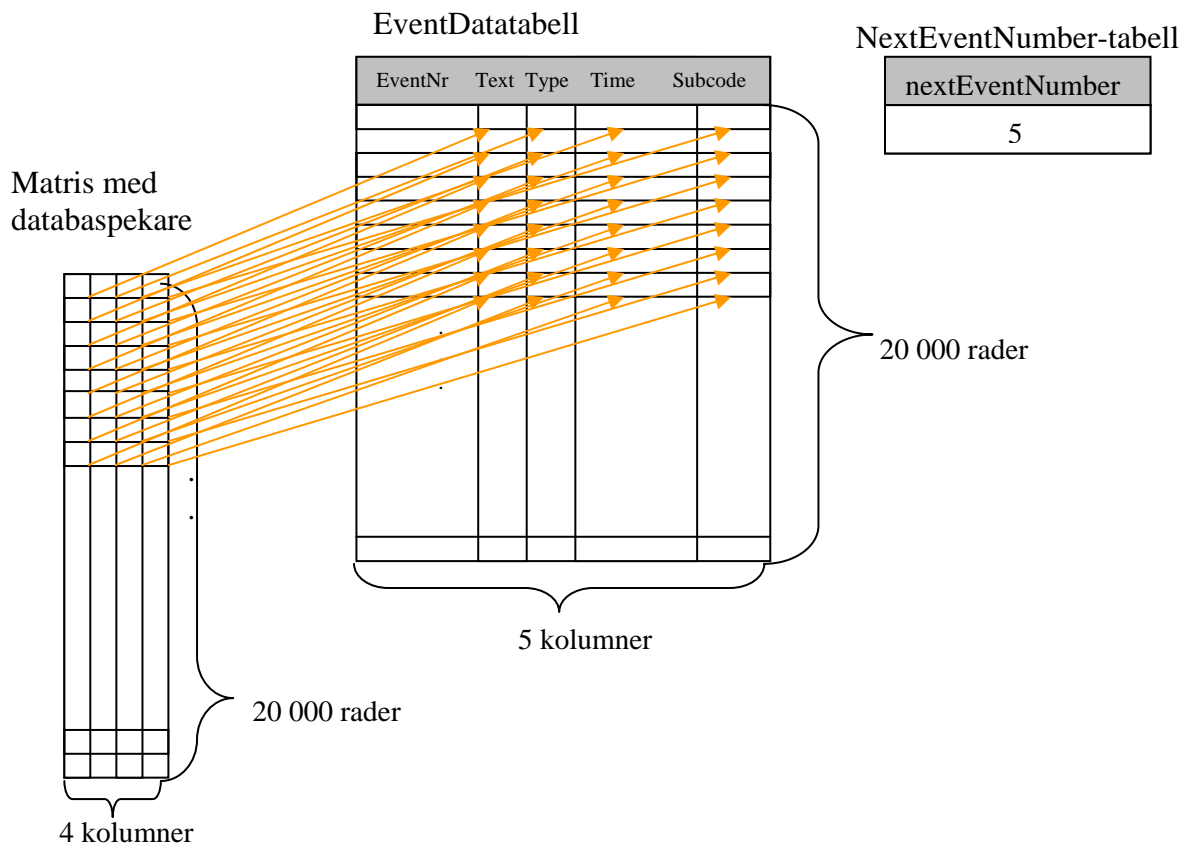 EventDatatabell
NextEventNumber-tabell
EventNr Text Type Time Subcode
nextEventNumber
5
Matris med
databaspekare
20 000 rader
5 kolumner
20 000 rader
4 kolumner